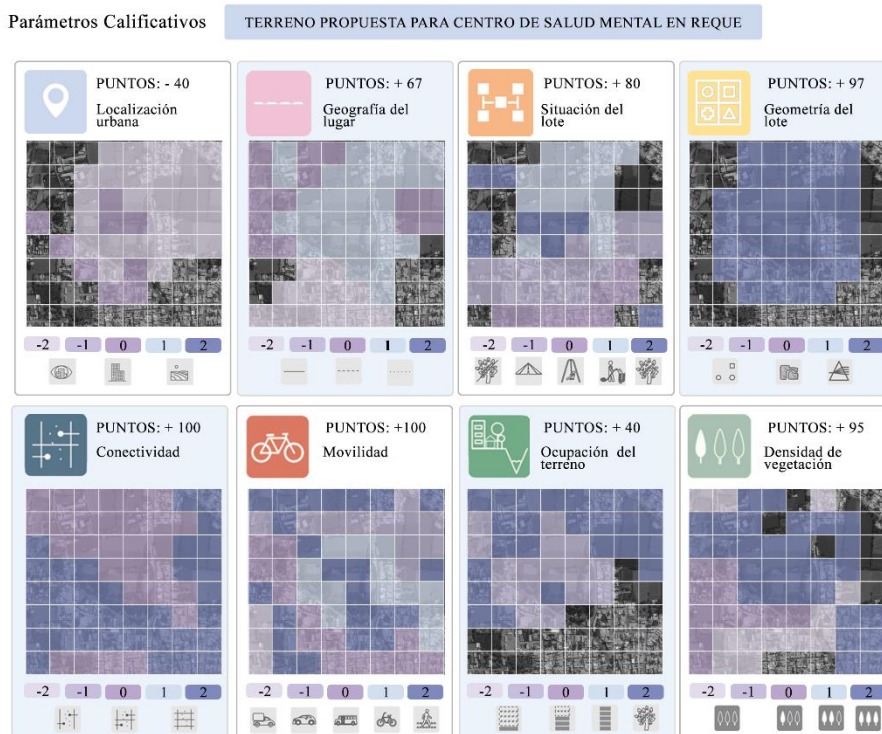 Parámetros Calificativos
TERRENO PROPUESTA PARA CENTRO DE SALUD MENTAL EN REQUE
PUNTOS: - 40
Localización
urbana
-2 -1 0 1 2
PUNTOS: + 67
Geografía del
lugar
-2 -1 0 1 2
PUNTOS: + 80
Situación del
lote
-2 -1 0 1 2
PUNTOS: + 97
Geometría del
lote
-2 -1 0 1 2
PUNTOS: + 100
Conectividad
-2 -1 0 1 2
PUNTOS: +100
Movilidad
-2 -1 0 1 2
PUNTOS: + 40
Ocupación del
terreno
-2 -1 0 1 2
PUNTOS: + 95
Densidad de
vegetación
-2 -1 0 1 2